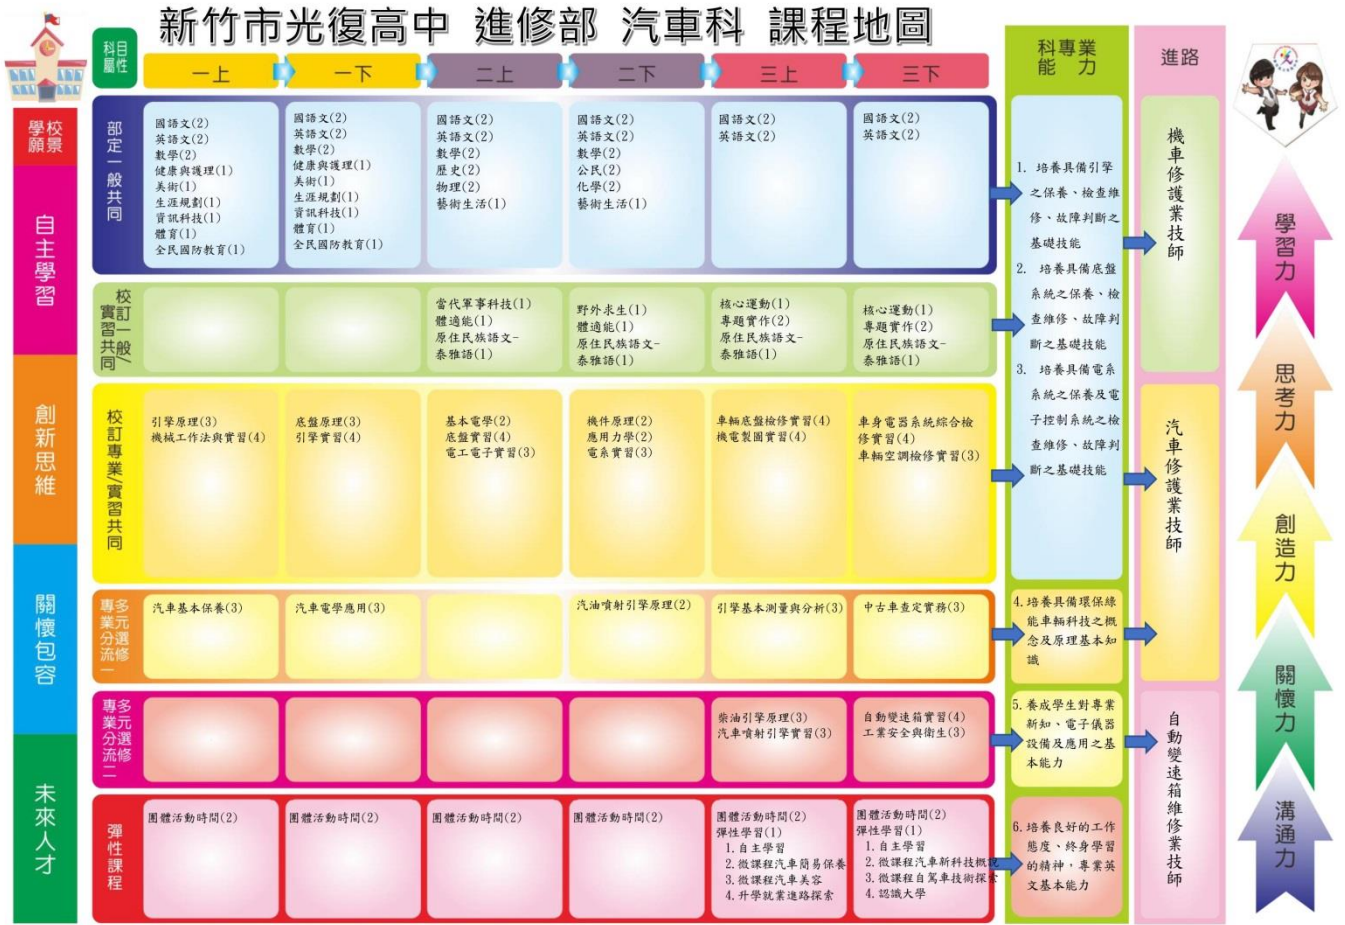 新竹市光復高中 進修部 汽車科 課程地圖
科目
屬性
一上
一下
二上
二下
三上
三下
科專業
能 力
進路
學校
願景
自主學習
創新思維
關懷包容
未來人才
部定一般共同
國語文(2)
英語文(2)
數學(2)
健康與護理(1)
美術(1)
生涯規劃(1)
資訊科技(1)
體育(1)
全民國防教育(1)
國語文(2)
英語文(2)
數學(2)
健康與護理(1)
美術(1)
生涯規劃(1)
資訊科技(1)
體育(1)
全民國防教育(1)
國語文(2)
英語文(2)
數學(2)
歷史(2)
物理(2)
藝術生活(1)
國語文(2)
英語文(2)
數學(2)
公民(2)
化學(2)
藝術生活(1)
國語文(2)
英語文(2)
國語文(2)
英語文(2)
校訂一般/
實習共同
當代軍事科技(1)
體適能(1)
原住民族語文-
泰雅語(1)
野外求生(1)
體適能(1)
原住民族語文-
泰雅語(1)
核心運動(1)
專題實作(2)
原住民族語文-
泰雅語(1)
核心運動(1)
專題實作(2)
原住民族語文-
泰雅語(1)
校訂專業/實習共同
引擎原理(3)
機械工作法與實習(4)
底盤原理(3)
引擎實習(4)
基本電學(2)
底盤實習(4)
電工電子實習(3)
機件原理(2)
應用力學(2)
電系實習(3)
車輛底盤檢修實習(4)
機電製圖實習(4)
車身電器系統綜合檢
修實習(4)
車輛空調檢修實習(3)
多元選修
專業分流一
汽車基本保養(3)
汽車電學應用(3)
汽油噴射引擎原理(2)
引擎基本測量與分析(3)
中古車查定實務(3)
多元選修
專業分流二
柴油引擎原理(3)
汽車噴射引擎實習(3)
自動變速箱實習(4)
工業安全與衛生(3)
彈性課程
團體活動時間(2)
團體活動時間(2)
團體活動時間(2)
團體活動時間(2)
團體活動時間(2)
彈性學習(1)
1.自主學習
2.微課程汽車簡易保養
3.微課程汽車美容
4.升學就業進路探索
團體活動時間(2)
彈性學習(1)
1.自主學習
2.微課程汽車新科技概說
3.微課程自駕車技術探索
4.認識大學
1. 培養具備引擎
之保養、檢查維
修、故障判斷之
基礎技能
2. 培養具備底盤
系統之保養、檢
查維修、故障判
斷之基礎技能
3. 培養具備電系
系統之保養及電
子控制系統之檢
查維修、故障判
斷之基礎技能
4.培養具備環保綠
能車輛科技之概
念及原理基本知
識
5.養成學生對專業
新知、電子儀器
設備及應用之基
本能力
6.培養良好的工作
態度、終身學習
的精神，專業英
文基本能力
機車修護業技師
汽車修護業技師
自動變速箱維修業技師
學習力
思考力
創造力
關懷力
溝通力